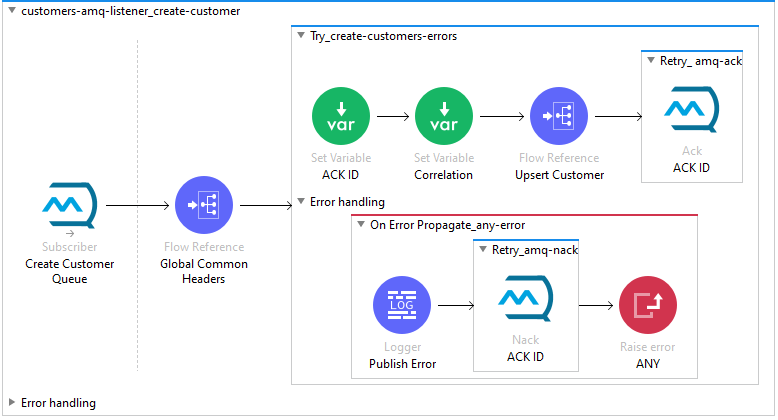 customers-amq-listener_create-customer
Try_create-customers-errors
Retry_ amq-ack
var
var
Set Variable
ACK ID
Set Variable
Correlation
Flow Reference
Upsert Customer
Ack
ACK ID
Subscriber
Create Customer
Queue
Flow Reference
Global Common
Headers
Error handling
On Error Propagate_any-error
Retry_amq-nack
LOG
Logger
Publish Error
Nack
ACK ID
Raise error
ANY
Error handling